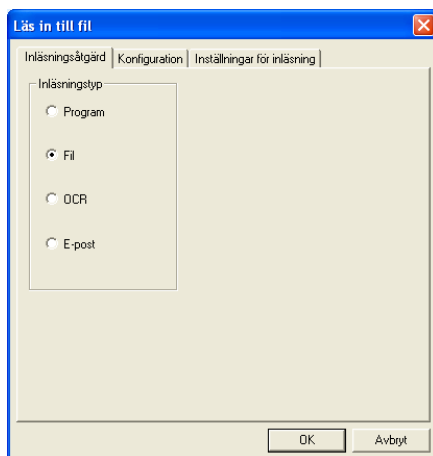 Läs in till fil
Inläsningsåtgärd Konfiguration Inställningar för inläsning
Inläsningstyp
Program
Fil
OCR
E-post
OK Avbryt